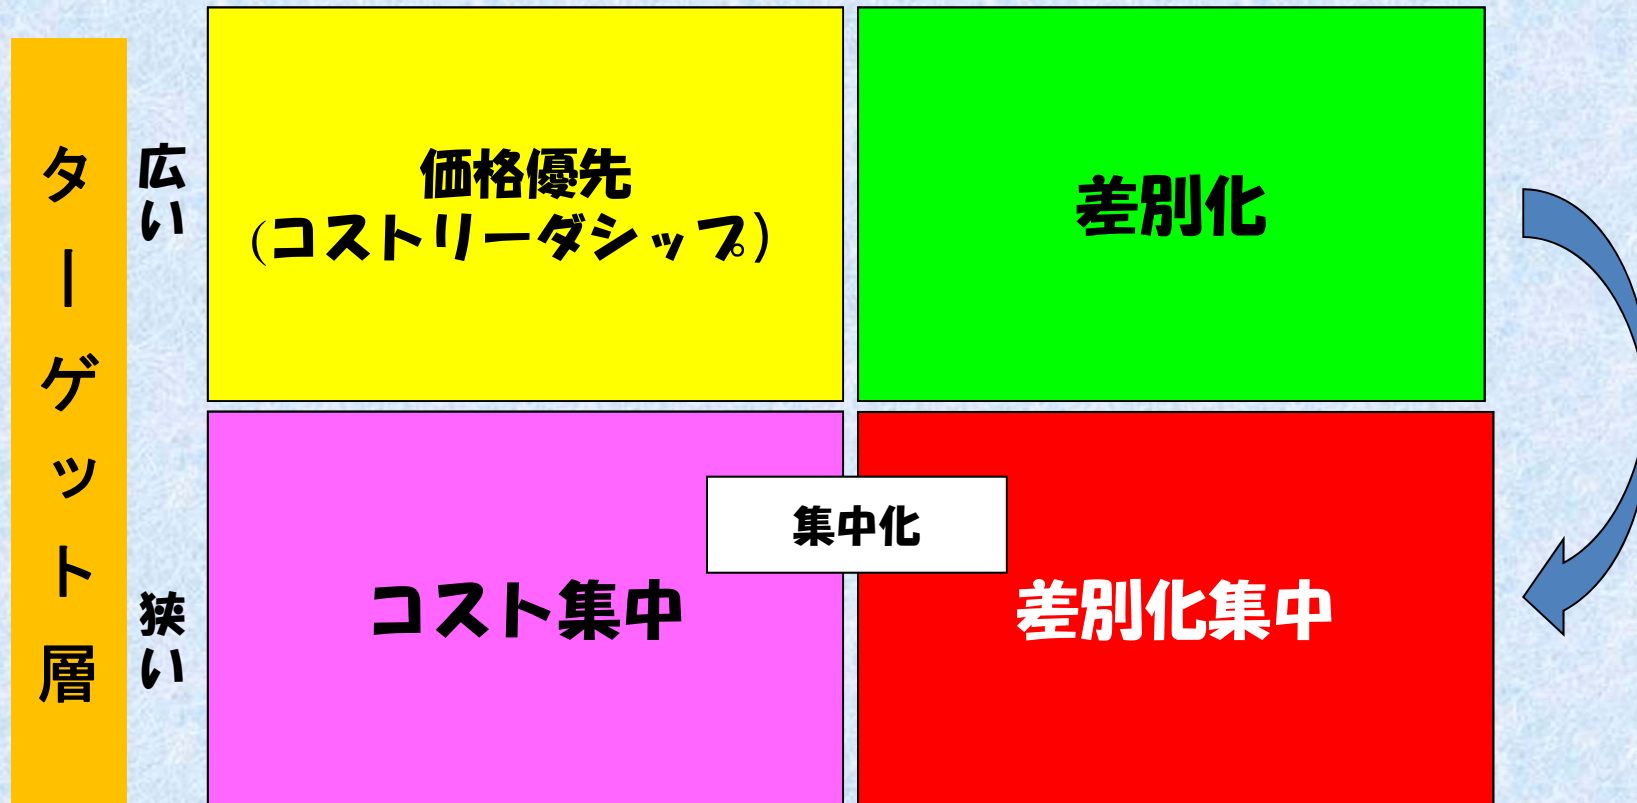 ターゲット層
広い
価格優先
(コストリーダシップ)
差別化
狭い
集中化
コスト集中
差別化集中